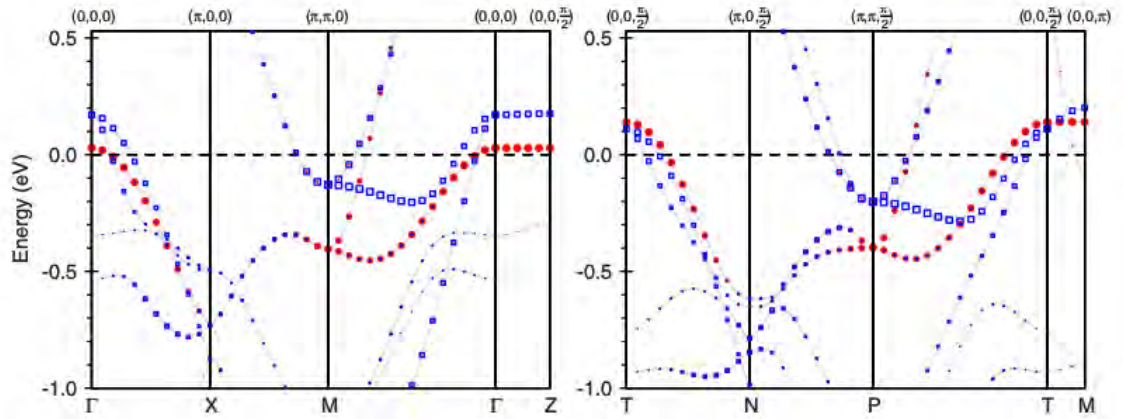 (0,0,0) (π,0,0) (π,π,0) (0,0,0) (0,0,π/2)
(0,0,π/2) (π,0,π/2) (π,π,π/2) (0,0,π/2) (0,0,π)
0.5 0.5
0.0 0.0
-0.5 -0.5
-1.0 -1.0
Energy (eV)
Γ X M Γ Z
T N P T M